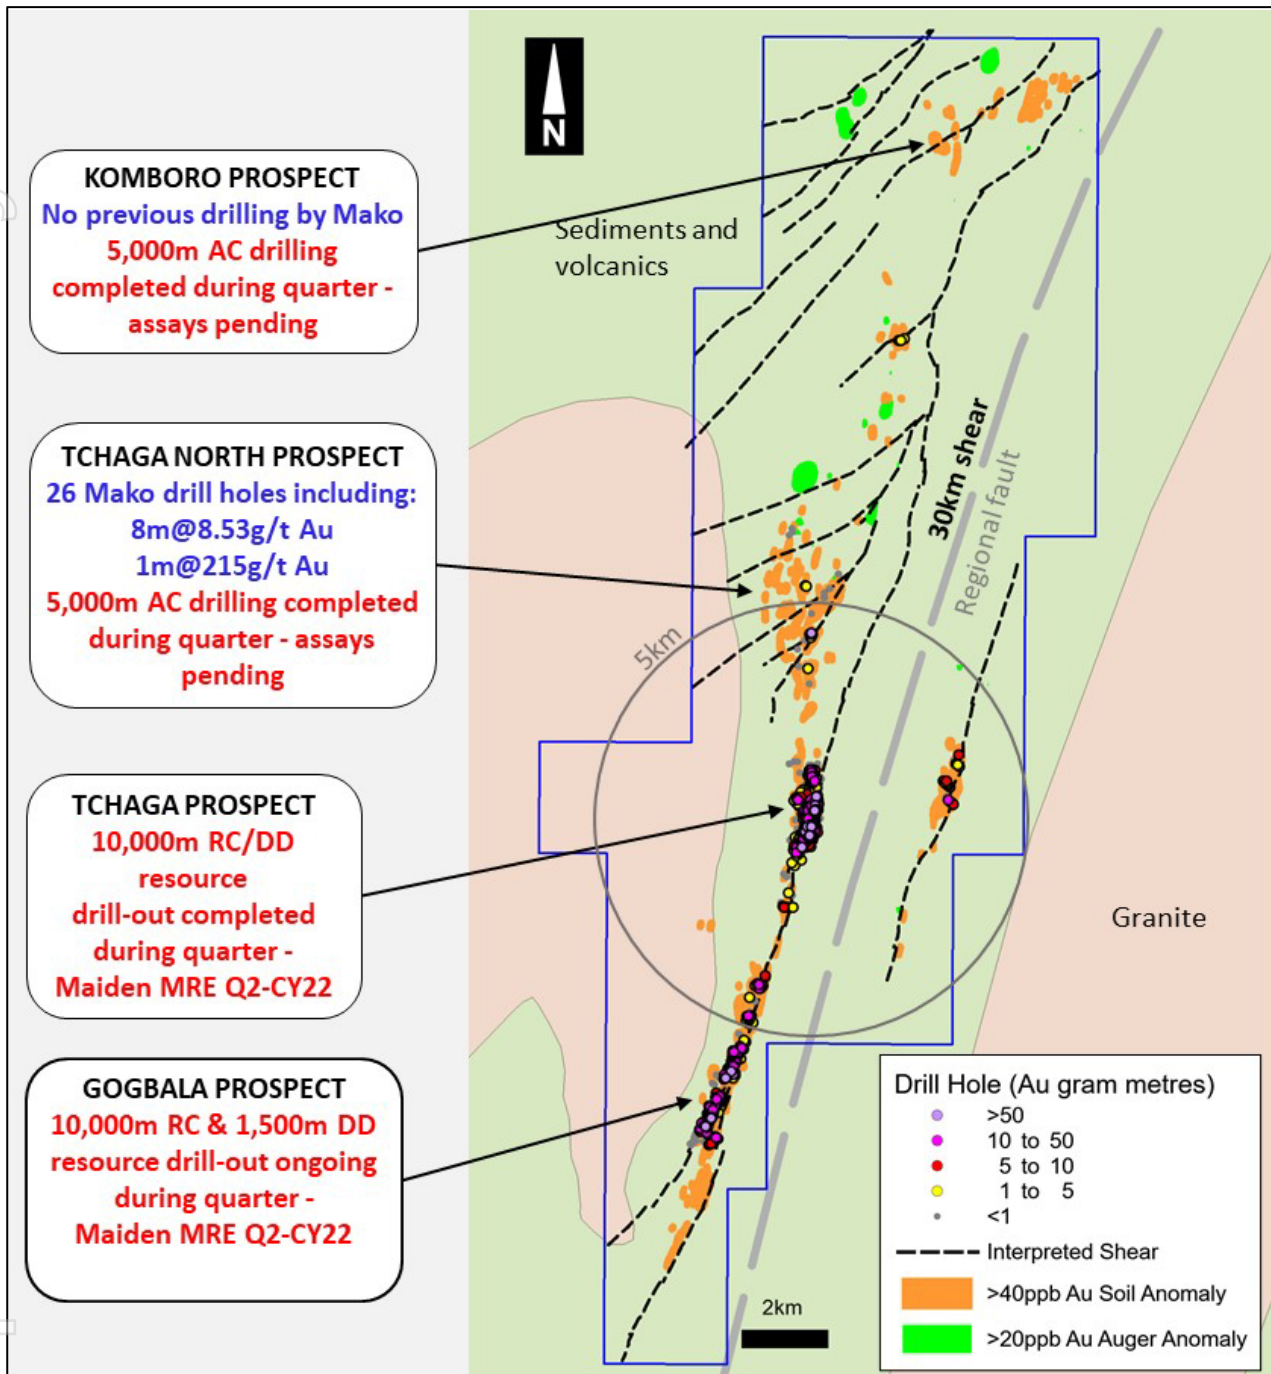 N
KOMBORO PROSPECT
No previous drilling by Mako
5,000m AC drilling
completed during quarter -
assays pending
Sediments and
volcanics
TCHAGA NORTH PROSPECT
26 Mako drill holes including:
8m@8.53g/t Au
1m@215g/t Au
5,000m AC drilling completed
during quarter - assays
pending
30km shear
Regional fault
5km
TCHAGA PROSPECT
10,000m RC/DD
resource
drill-out completed
during quarter -
Maiden MRE Q2-CY22
Granite
GOGBALA PROSPECT
10,000m RC & 1,500m DD
resource drill-out ongoing
during quarter -
Maiden MRE Q2-CY22
2km
Drill Hole (Au gram metres)
>50
10 to 50
5 to 10
1 to 5
<1
Interpreted Shear
>40ppb Au Soil Anomaly
>20ppb Au Auger Anomaly